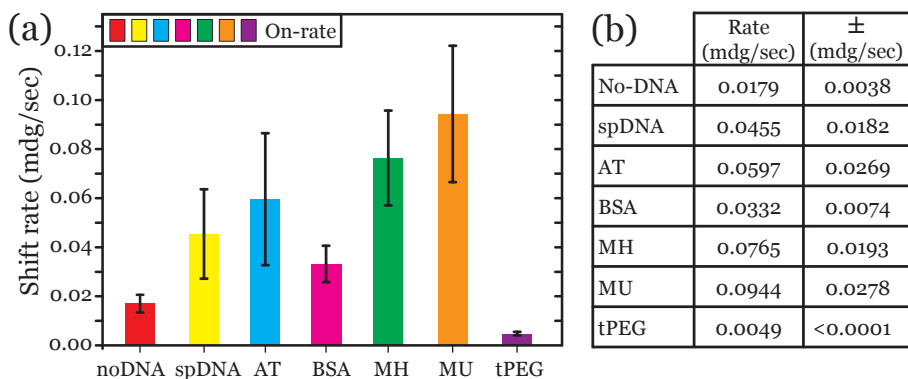 (a)
On-rate
Shift rate (mdg/sec)
0.12
0.10
0.08
0.06
0.04
0.02
0.00
noDNA spDNA AT BSA MH MU tPEG
(b)
Rate (mdg/sec) ± (mdg/sec)
No-DNA 0.0179 0.0038
spDNA 0.0455 0.0182
AT 0.0597 0.0269
BSA 0.0332 0.0074
MH 0.0765 0.0193
MU 0.0944 0.0278
tPEG 0.0049 <0.0001